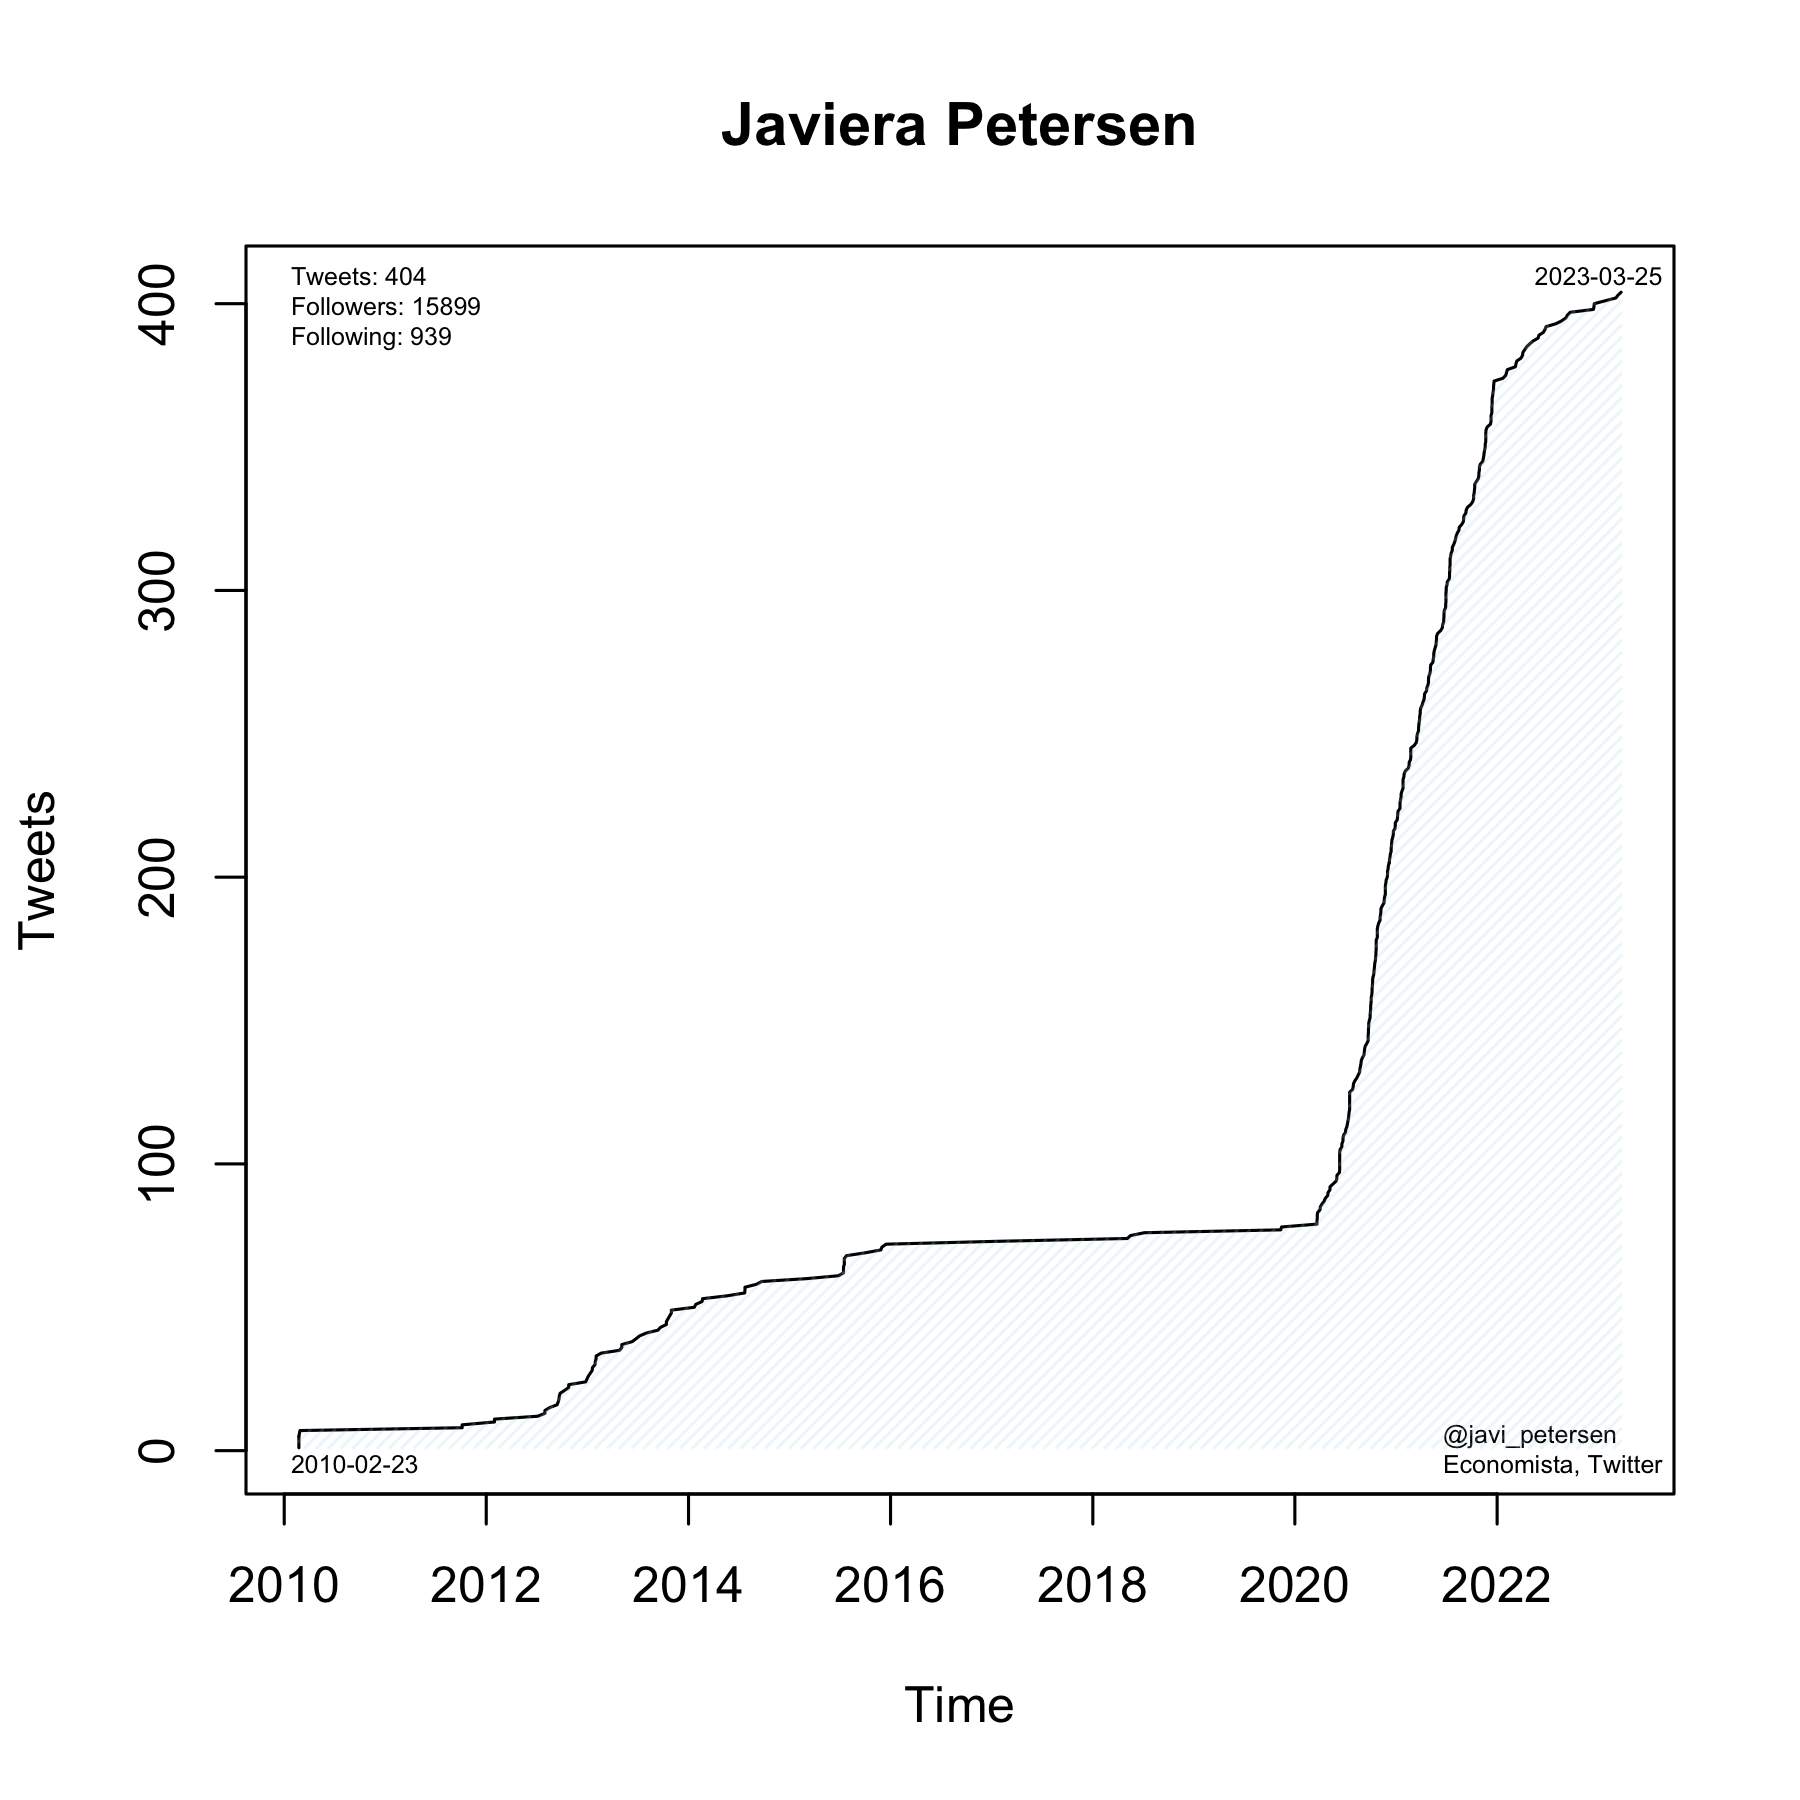 Javiera Petersen
Tweets: 404
Followers: 15899
Following: 939
2023-03-25
400
300
200
100
0
Tweets
2010-02-23
@javi_petersen
Economista, Twitter
2010 2012 2014 2016 2018 2020 2022
Time